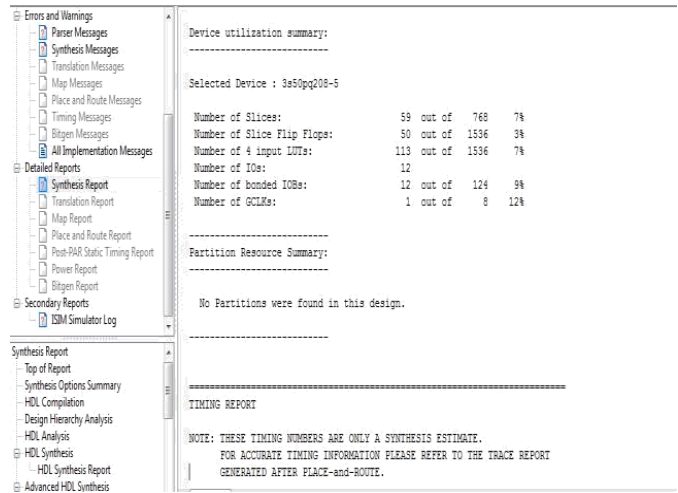 Errors and Warnings
Parser Messages
Synthesis Messages
Translation Messages
Map Messages
Place and Route Messages
Timing Messages
Bitgen Messages
All Implementation Messages
Detailed Reports
Synthesis Report
Translation Report
Map Report
Place and Route Report
Post-PAR Static Timing Report
Power Report
Bitgen Report
Secondary Reports
ISIM Simulator Log
Synthesis Report
Top of Report
Synthesis Options Summary
HDL Compilation
Design Hierarchy Analysis
HDL Analysis
HDL Synthesis
HDL Synthesis Report
Advanced HDL Synthesis
Device utilization summary:
---------------------------
Selected Device : 3s50pq208-5
Number of Slices: 59 out of 768 7%
Number of Slice Flip Flops: 50 out of 1536 3%
Number of 4 input LUTs: 113 out of 1536 7%
Number of IOs: 12
Number of bonded IOBs: 12 out of 124 9%
Number of GCLKs: 1 out of 8 12%
---------------------------
Partition Resource Summary:
---------------------------
No Partitions were found in this design.
---------------------------
=========================================================================
TIMING REPORT
NOTE: THESE TIMING NUMBERS ARE ONLY A SYNTHESIS ESTIMATE.
FOR ACCURATE TIMING INFORMATION PLEASE REFER TO THE TRACE REPORT
GENERATED AFTER PLACE-and-ROUTE.